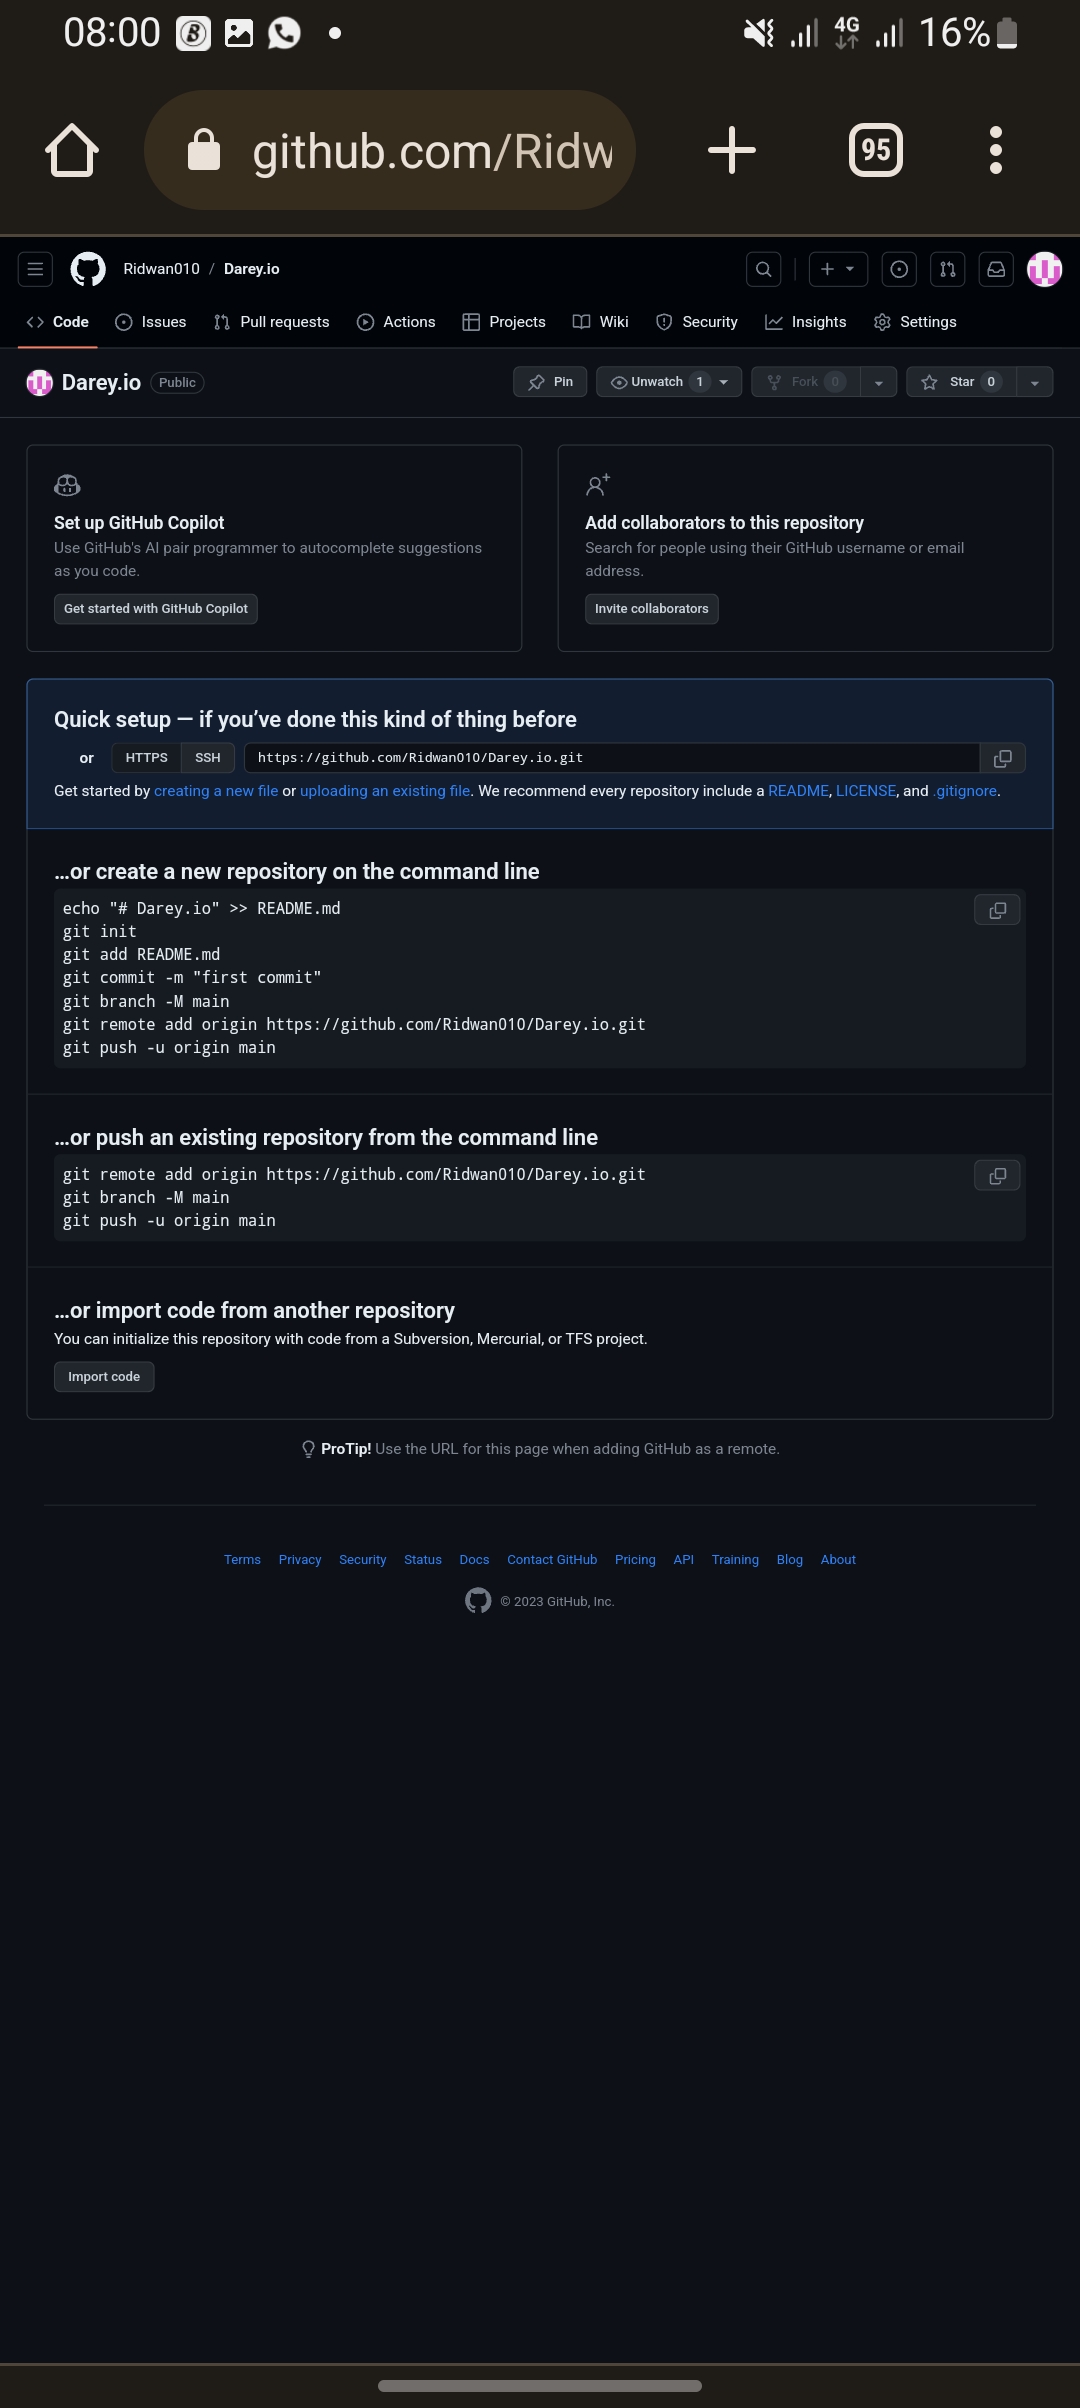 08:00
4G
16%
github.com/Ridw
95
Ridwan010 / Darey.io
Code Issues Pull requests Actions Projects Wiki Security Insights Settings
Darey.io Public Pin Unwatch 1 Fork 0 Star 0
Set up GitHub Copilot
Use GitHub's AI pair programmer to autocomplete suggestions
as you code.
Get started with GitHub Copilot
Add collaborators to this repository
Search for people using their GitHub username or email
address.
Invite collaborators
Quick setup — if you’ve done this kind of thing before
or HTTPS SSH https://github.com/Ridwan010/Darey.io.git
Get started by creating a new file or uploading an existing file. We recommend every repository include a README, LICENSE, and .gitignore.
…or create a new repository on the command line
echo "# Darey.io" >> README.md
git init
git add README.md
git commit -m "first commit"
git branch -M main
git remote add origin https://github.com/Ridwan010/Darey.io.git
git push -u origin main
…or push an existing repository from the command line
git remote add origin https://github.com/Ridwan010/Darey.io.git
git branch -M main
git push -u origin main
…or import code from another repository
You can initialize this repository with code from a Subversion, Mercurial, or TFS project.
Import code
ProTip! Use the URL for this page when adding GitHub as a remote.
Terms Privacy Security Status Docs Contact GitHub Pricing API Training Blog About
© 2023 GitHub, Inc.